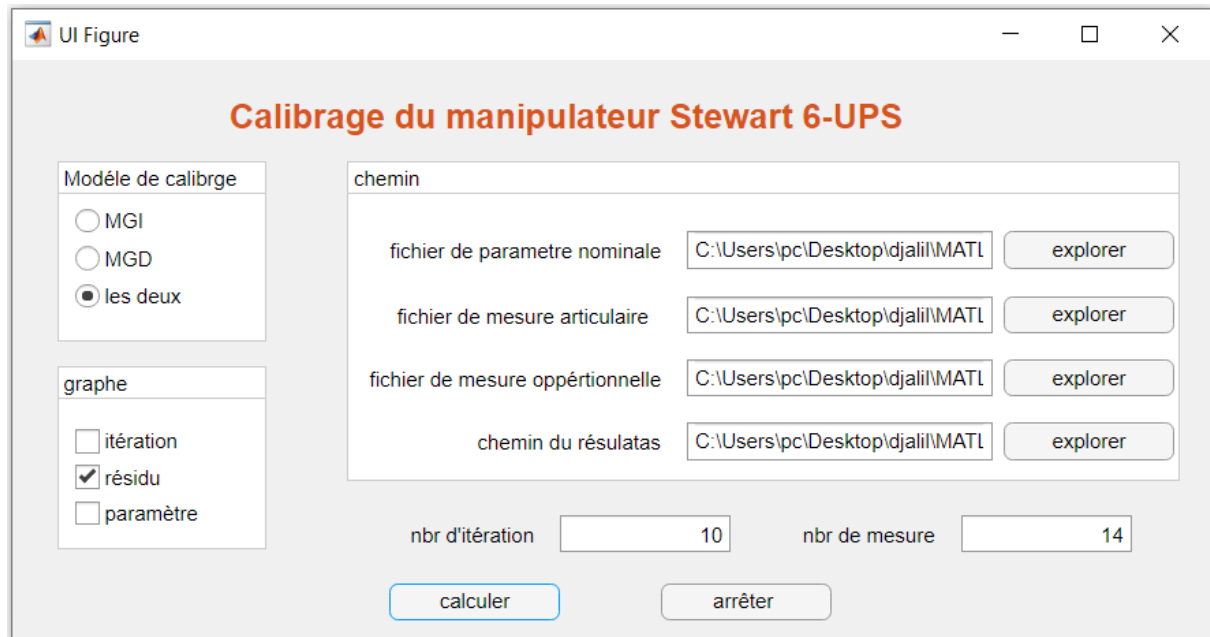 UI Figure
Calibrage du manipulateur Stewart 6-UPS
Modéle de calibrge
MGI
MGD
les deux
graphe
itération
résidu
paramètre
chemin
fichier de parametre nominale C:\Users\pc\Desktop\djalil\MATL explorer
fichier de mesure articulaire C:\Users\pc\Desktop\djalil\MATL explorer
fichier de mesure oppértionnelle C:\Users\pc\Desktop\djalil\MATL explorer
chemin du résulatas C:\Users\pc\Desktop\djalil\MATL explorer
nbr d'itération 10 nbr de mesure 14
calculer arrêter